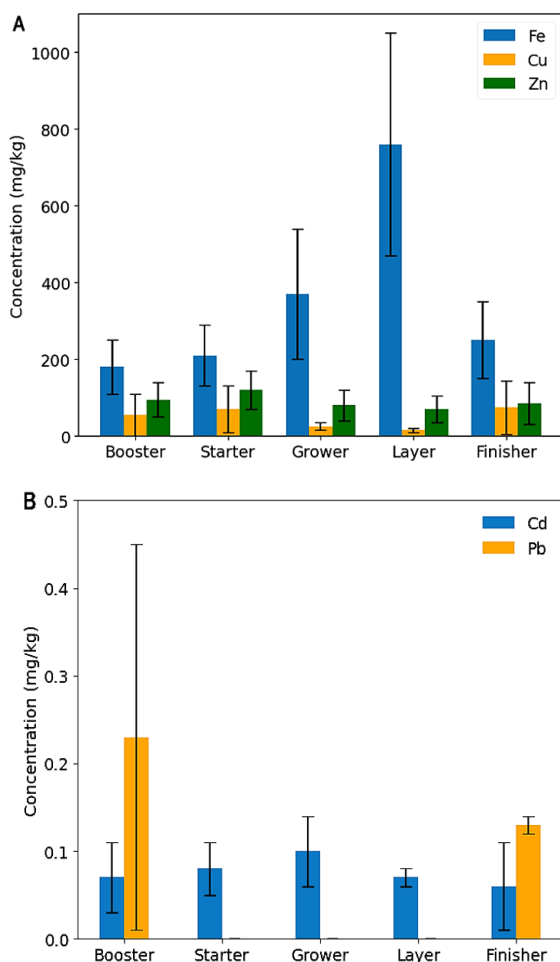 A
Fe
Cu
Zn
Concentration (mg/kg)
1000
800
600
400
200
0
Booster Starter Grower Layer Finisher
B
Cd
Pb
Concentration (mg/kg)
0.5
0.4
0.3
0.2
0.1
0.0
Booster Starter Grower Layer Finisher